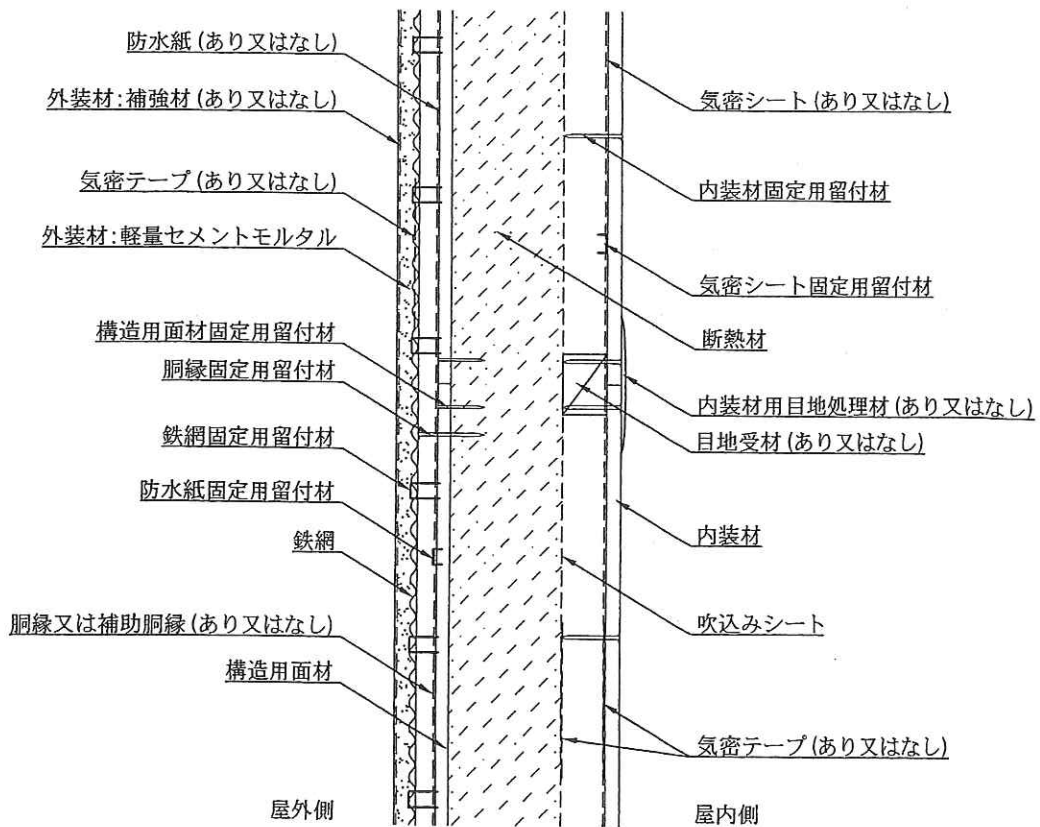 防水紙(あり又はなし)
外装材:補強材(あり又はなし)
気密テープ(あり又はなし)
外装材:軽量セメントモルタル
構造用面材固定用留付材
胴縁固定用留付材
鉄網固定用留付材
防水紙固定用留付材
鉄網
胴縁又は補助胴縁(あり又はなし)
構造用面材
屋外側
気密シート(あり又はなし)
内装材固定用留付材
気密シート固定用留付材
断熱材
内装材用目地処理材(あり又はなし)
目地受材(あり又はなし)
内装材
吹込みシート
気密テープ(あり又はなし)
屋内側